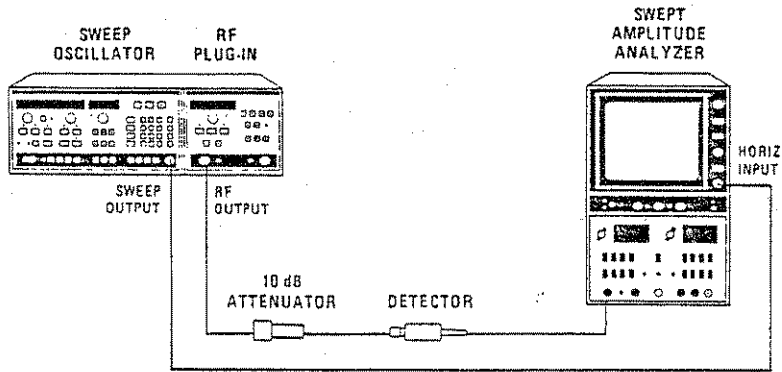 SWEEP
OSCILLATOR
RF
PLUG-IN
SWEPT
AMPLITUDE
ANALYZER
HORIZ
INPUT
SWEEP
OUTPUT
RF
OUTPUT
10 dB
ATTENUATOR
DETECTOR